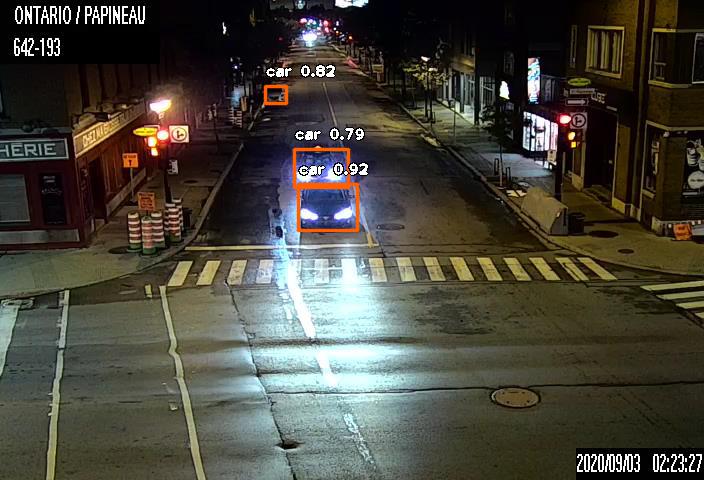 ONTARIO / PAPINEAU
642-193
car 0.82
car 0.79
car 0.92
HERIE
2020/09/03 02:23:27